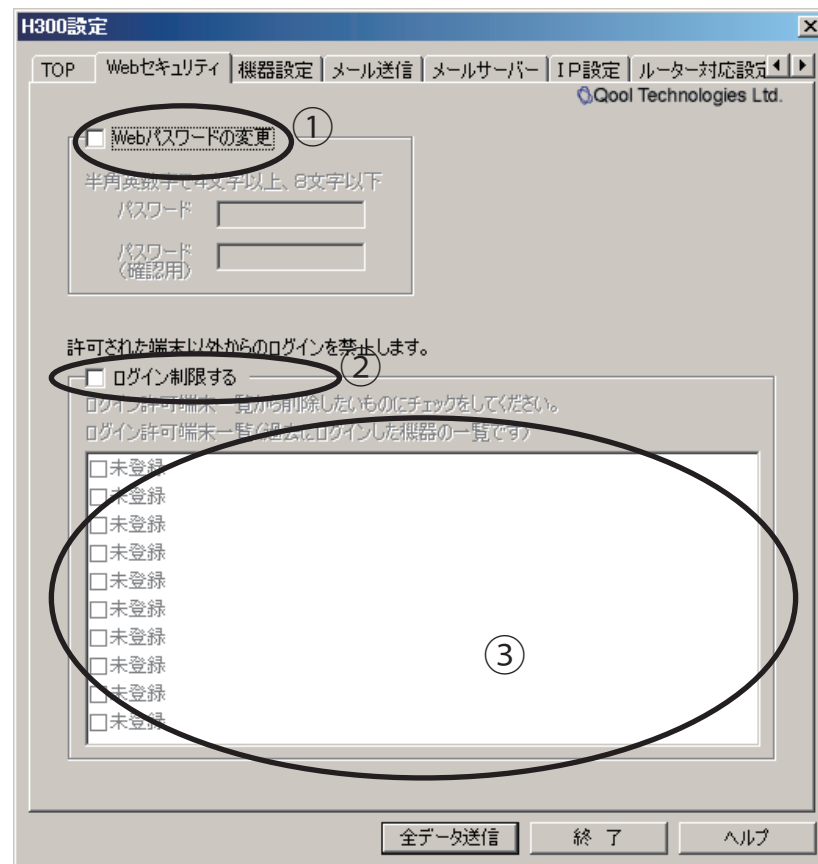 H300設定
TOP Webセキュリティ 機器設定 メール送信 メールサーバー IP設定 ルーター対応設定
Qool Technologies Ltd.
Webパスワードの変更 ①
半角英数字で4文字以上、8文字以下
パスワード
パスワード
(確認用)
許可された端末以外からのログインを禁止します。
ログイン制限する ②
ログイン許可端末一覧から削除したいものにチェックをしてください。
ログイン許可端末一覧(過去にログインした機器の一覧です)
未登録
未登録
未登録
未登録
未登録
未登録
未登録
未登録
未登録
未登録
③
全データ送信 終 了 ヘルプ